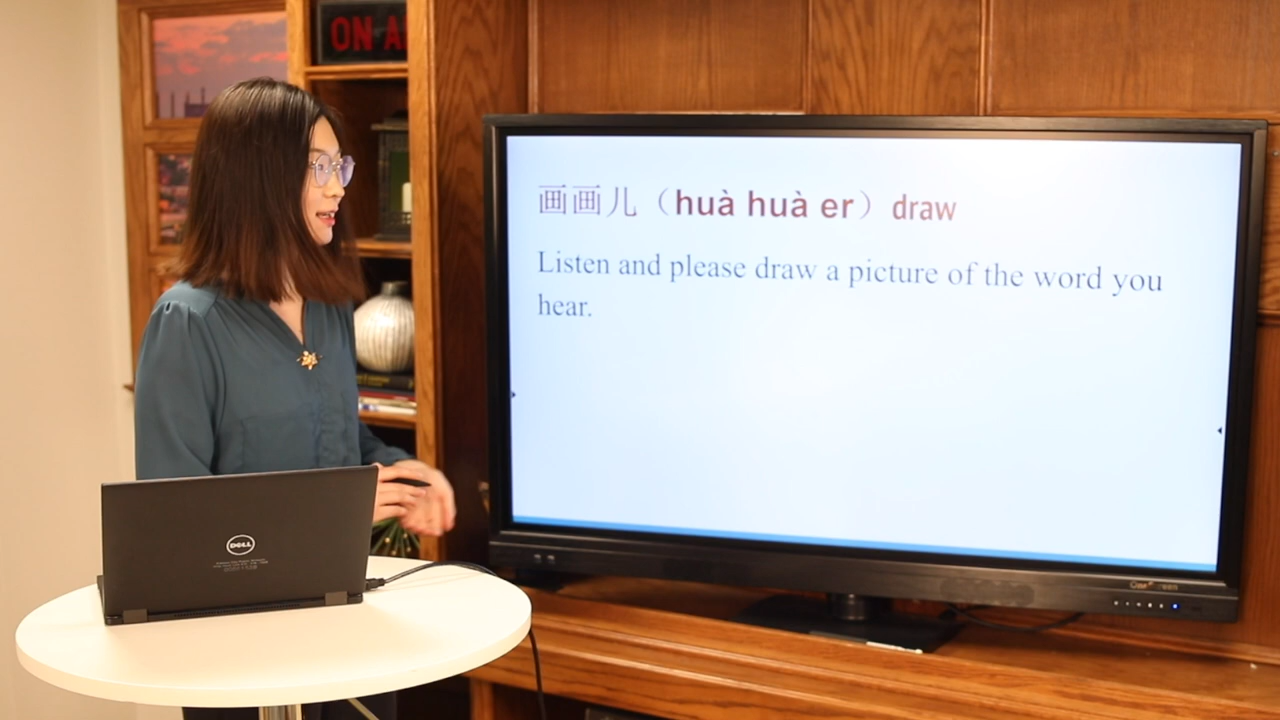 ON A
画画儿（huà huà er）draw
Listen and please draw a picture of the word you
hear.
DELL